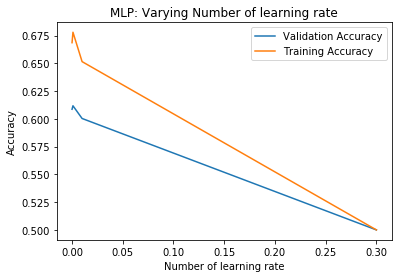 MLP: Varying Number of learning rate
Validation Accuracy
Training Accuracy
Accuracy
0.675
0.650
0.625
0.600
0.575
0.550
0.525
0.500
0.00 0.05 0.10 0.15 0.20 0.25 0.30
Number of learning rate